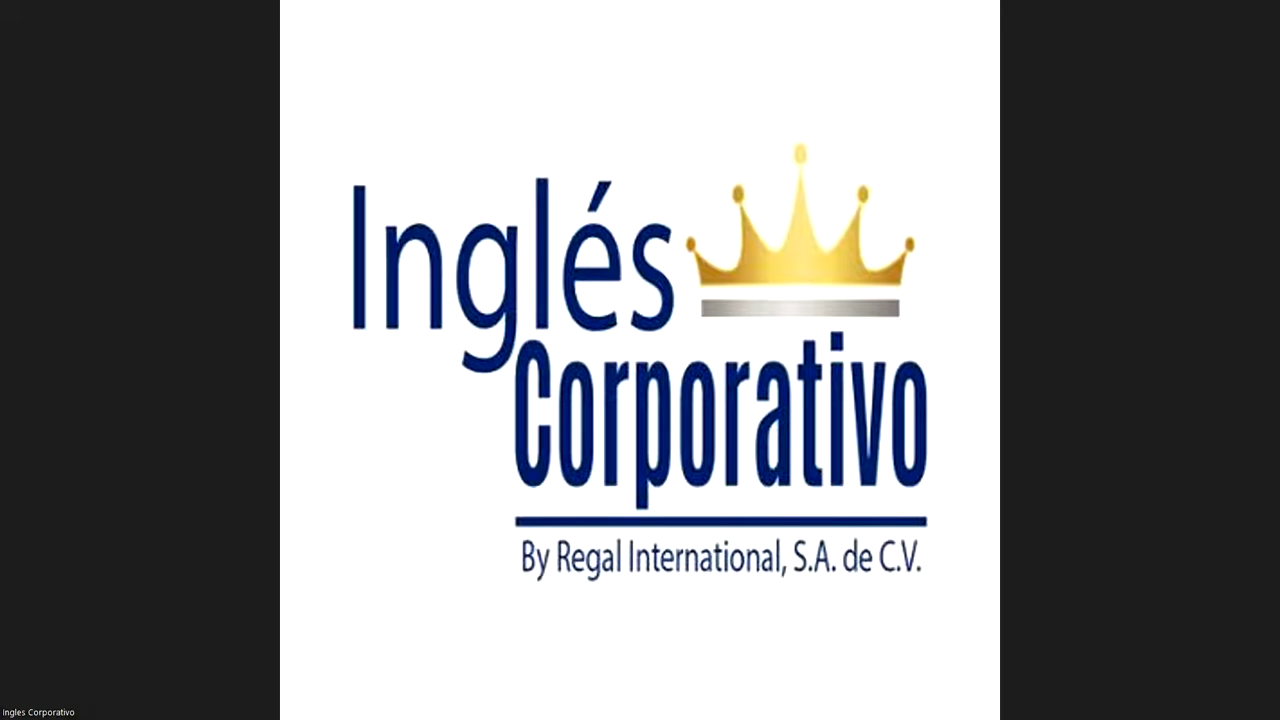 Inglés
Corporativo
By Regal International, S.A. de C.V.
Ingles Corporativo